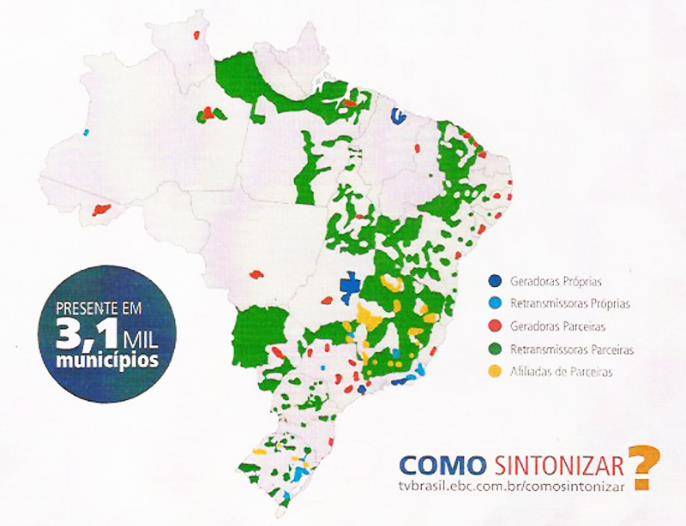 PRESENTE EM
3,1 MIL
municípios
Geradoras Próprias
Retransmissoras Próprias
Geradoras Parceiras
Retransmissoras Parceiras
Afiliadas de Parceiras
COMO SINTONIZAR?
tvbrasil.ebc.com.br/comosintonizar